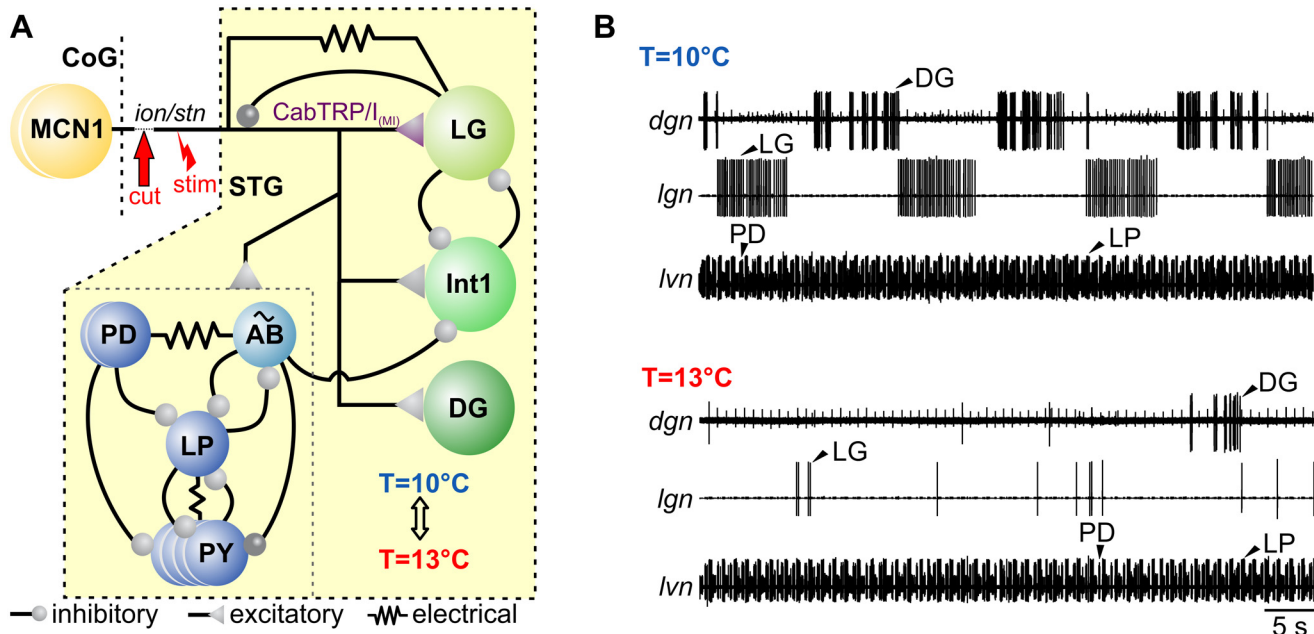 A
CoG
MCN1
ion/stn
cut
stim
STG
CabTRP/I(MI)
LG
Int1
DG
PD
~
AB
LP
PY
T=10°C
T=13°C
inhibitory excitatory electrical
B
T=10°C
DG
dgn
LG
lgn
PD LP
lvn
T=13°C
DG
dgn
LG
lgn
PD LP
lvn
5 s